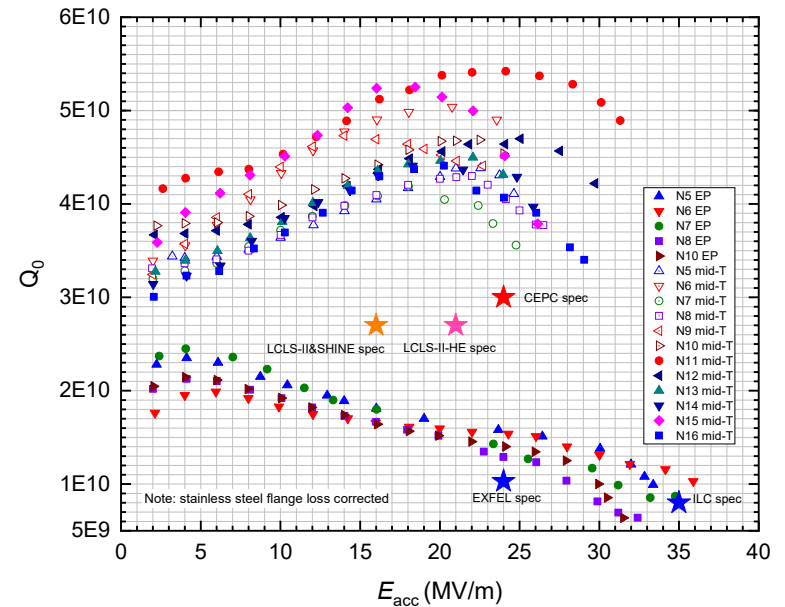 6E10
5E10
4E10
3E10
2E10
1E10
5E9
Q0
0 5 10 15 20 25 30 35 40
Eacc (MV/m)
N5 EP
N6 EP
N7 EP
N8 EP
N10 EP
N5 mid-T
N6 mid-T
N7 mid-T
N8 mid-T
N9 mid-T
N10 mid-T
N11 mid-T
N12 mid-T
N13 mid-T
N14 mid-T
N15 mid-T
N16 mid-T
CEPC spec
LCLS-II&SHINE spec
LCLS-II-HE spec
EXFEL spec
ILC spec
Note: stainless steel flange loss corrected